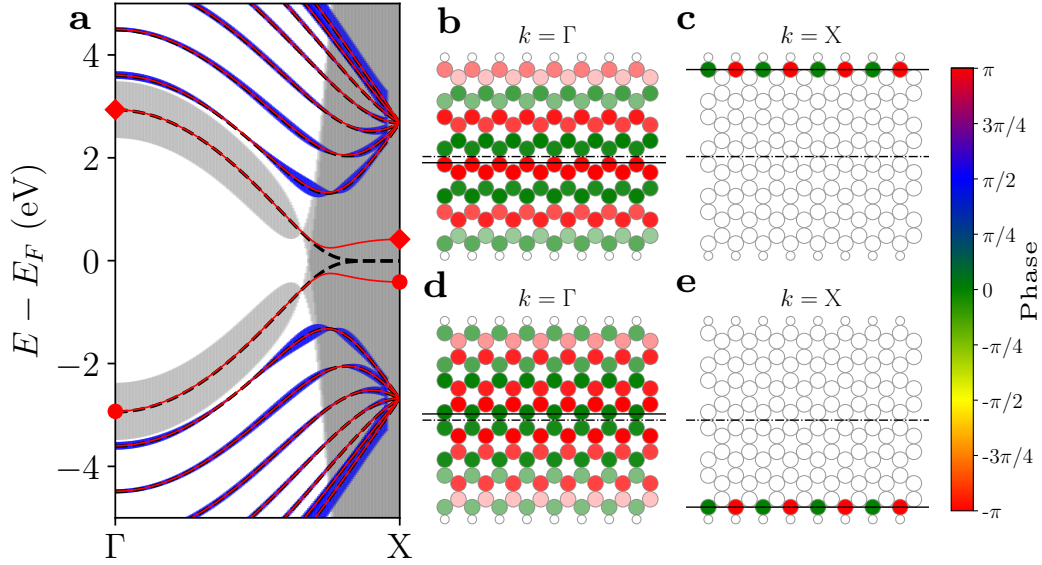 a
E − E_F (eV)
4
2
0
−2
−4
Γ
X
b
k = Γ
c
k = X
d
k = Γ
e
k = X
π
3π/4
π/2
π/4
0
-π/4
-π/2
-3π/4
-π
Phase